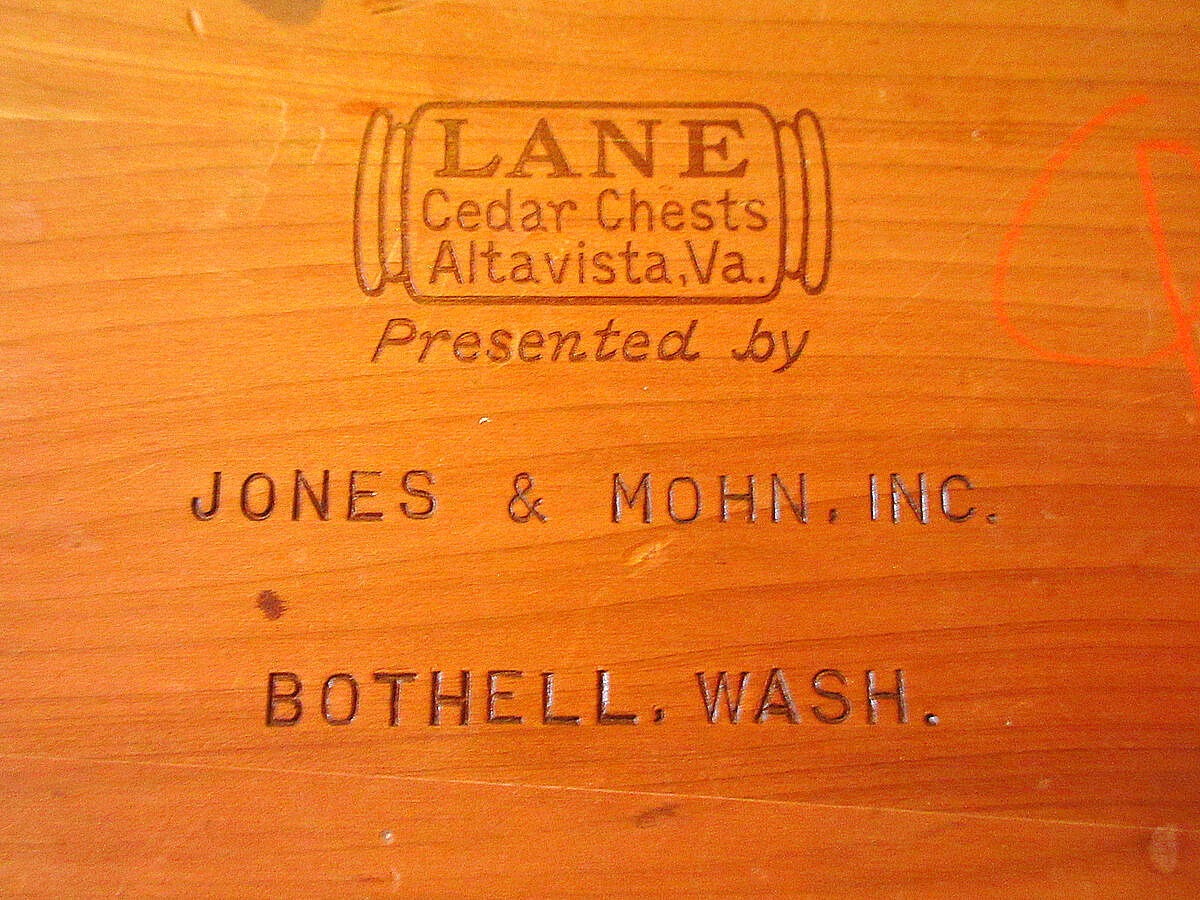 LANE
Cedar Chests
Altavista, Va.
Presented by
JONES & MOHN, INC.
BOTHELL, WASH.